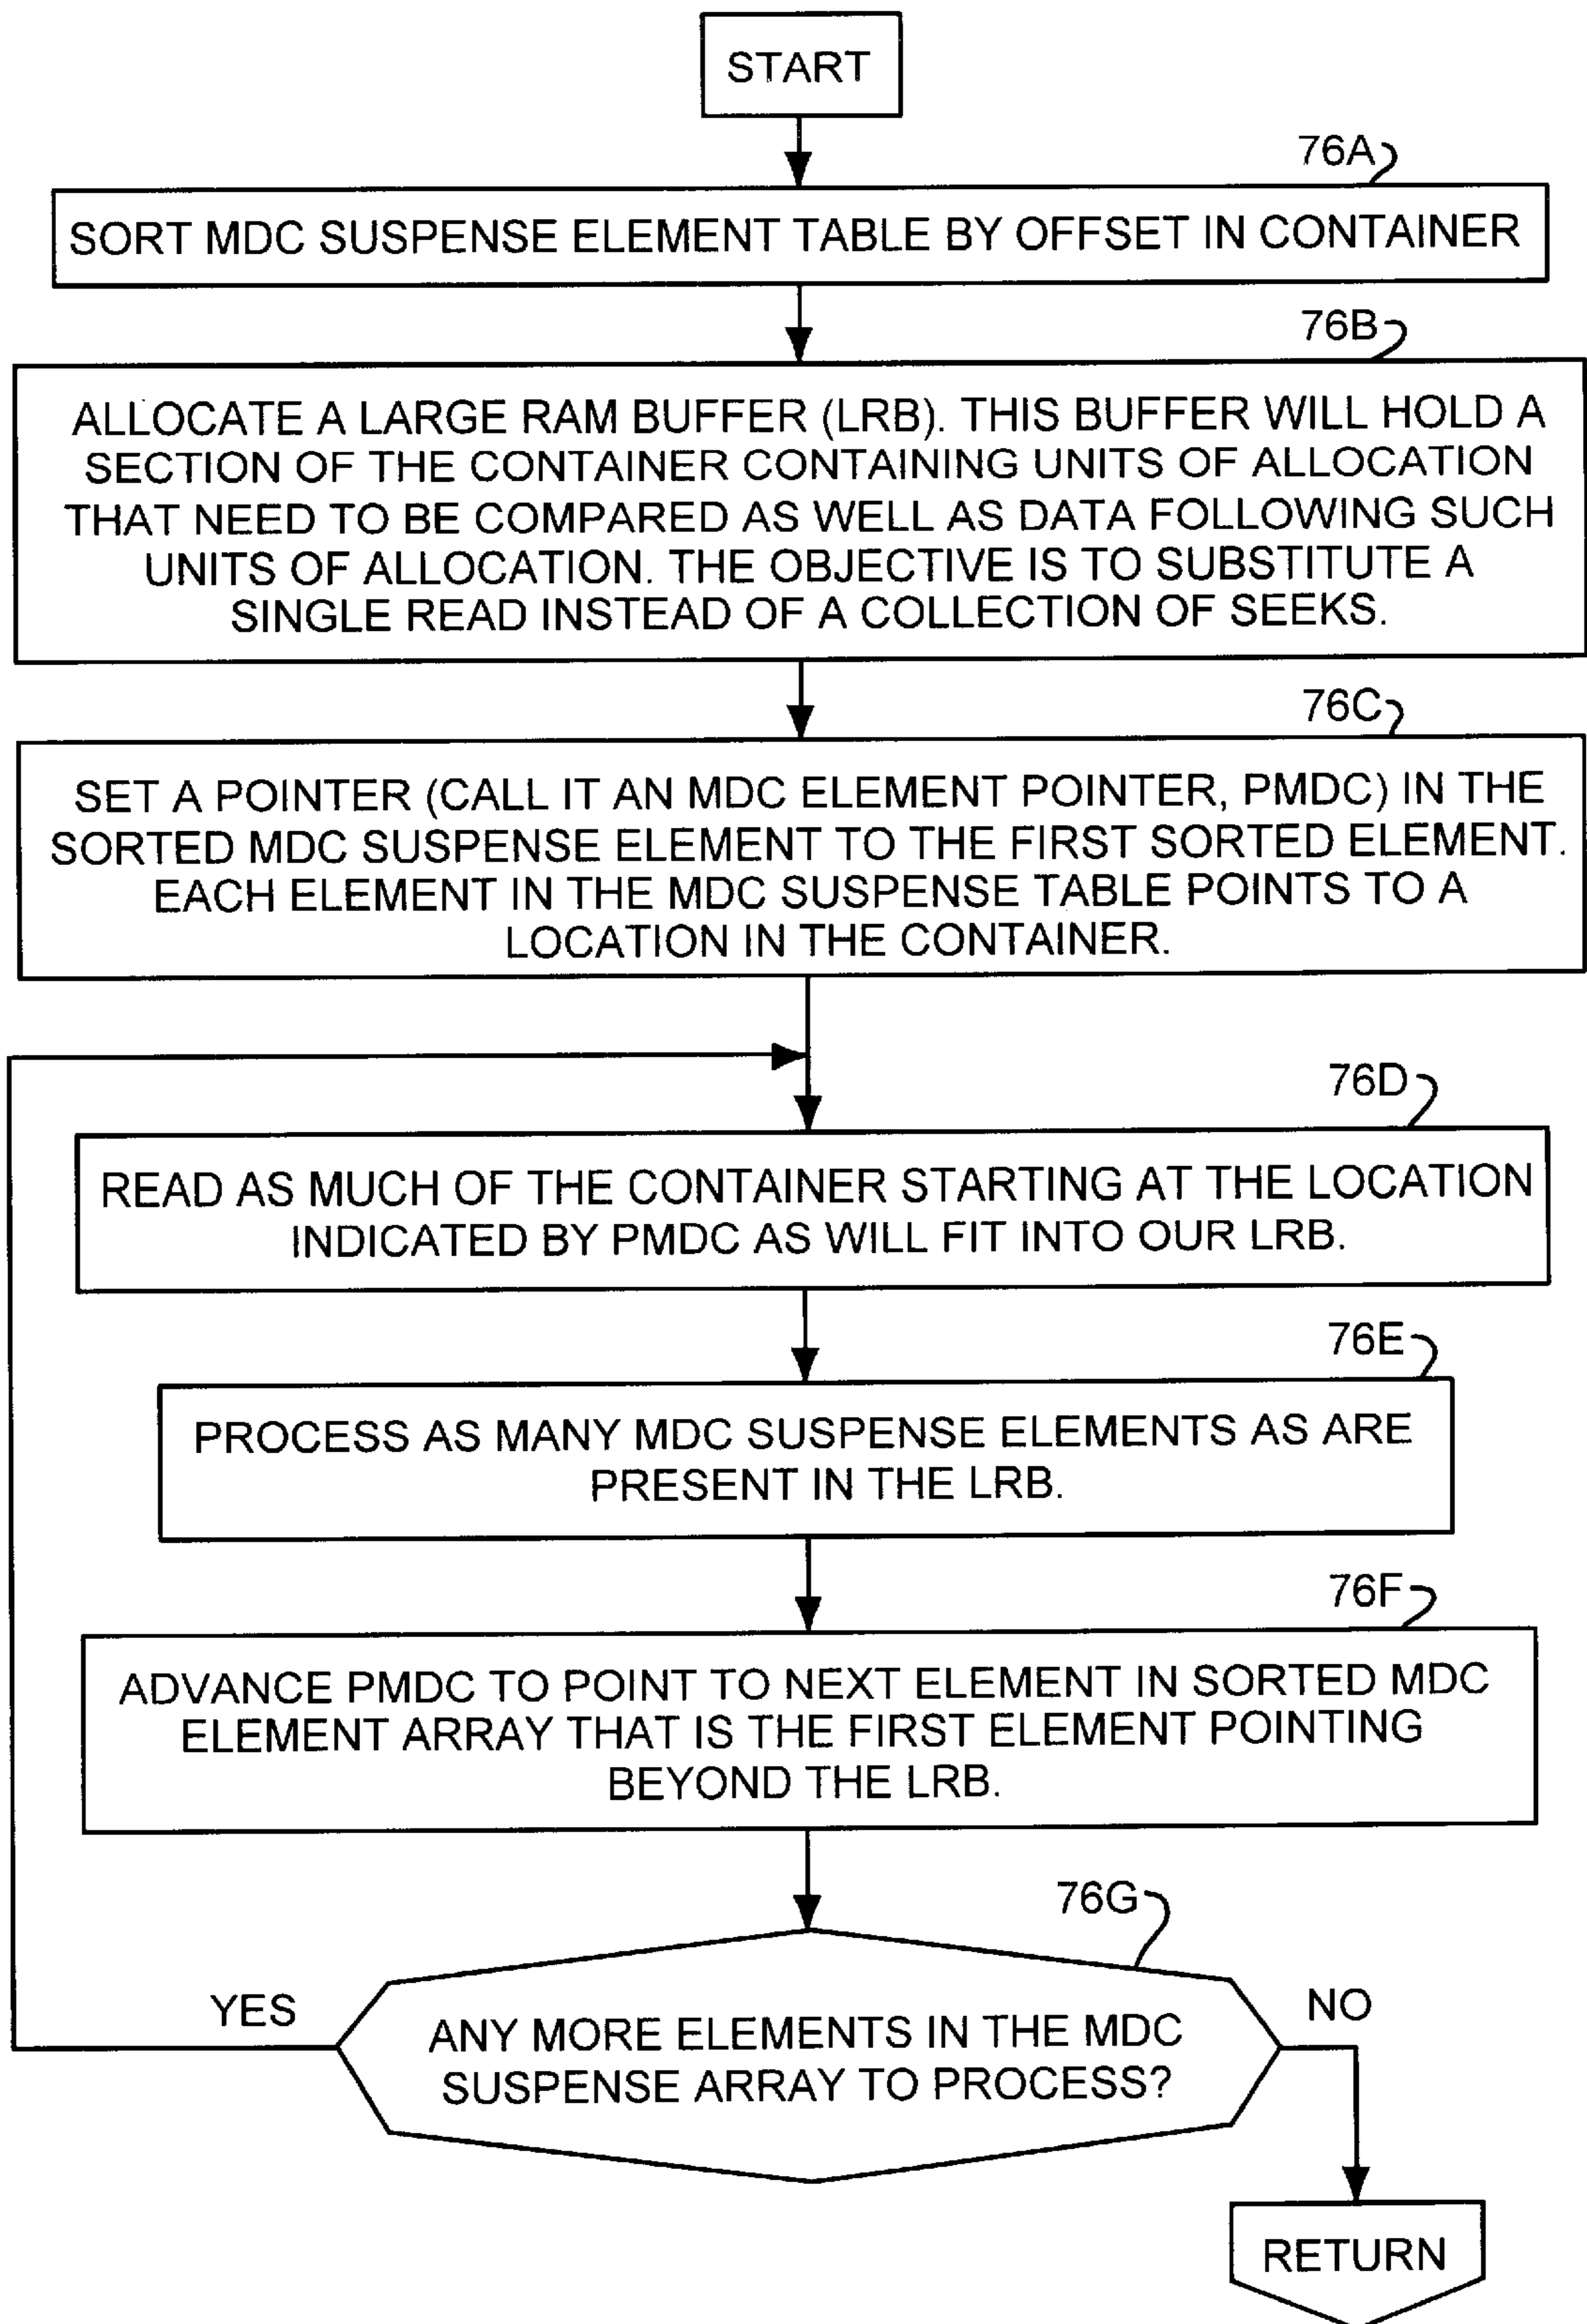 START
76A
SORT MDC SUSPENSE ELEMENT TABLE BY OFFSET IN CONTAINER
76B
ALLOCATE A LARGE RAM BUFFER (LRB). THIS BUFFER WILL HOLD A
SECTION OF THE CONTAINER CONTAINING UNITS OF ALLOCATION
THAT NEED TO BE COMPARED AS WELL AS DATA FOLLOWING SUCH
UNITS OF ALLOCATION. THE OBJECTIVE IS TO SUBSTITUTE A
SINGLE READ INSTEAD OF A COLLECTION OF SEEKS.
76C
SET A POINTER (CALL IT AN MDC ELEMENT POINTER, PMDC) IN THE
SORTED MDC SUSPENSE ELEMENT TO THE FIRST SORTED ELEMENT.
EACH ELEMENT IN THE MDC SUSPENSE TABLE POINTS TO A
LOCATION IN THE CONTAINER.
76D
READ AS MUCH OF THE CONTAINER STARTING AT THE LOCATION
INDICATED BY PMDC AS WILL FIT INTO OUR LRB.
76E
PROCESS AS MANY MDC SUSPENSE ELEMENTS AS ARE
PRESENT IN THE LRB.
76F
ADVANCE PMDC TO POINT TO NEXT ELEMENT IN SORTED MDC
ELEMENT ARRAY THAT IS THE FIRST ELEMENT POINTING
BEYOND THE LRB.
76G
YES
NO
ANY MORE ELEMENTS IN THE MDC
SUSPENSE ARRAY TO PROCESS?
RETURN